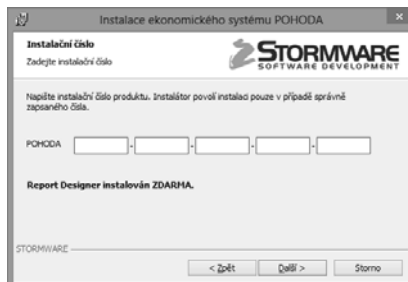 Instalace ekonomického systému POHODA
Instalační číslo
Zadejte instalační číslo
STORMWARE
SOFTWARE DEVELOPMENT
Napište instalační číslo produktu. Instalátor povolí instalaci pouze v případě správně
zapsaného čísla.
POHODA - - - -
Report Designer instalován ZDARMA.
STORMWARE
< Zpět Další > Storno